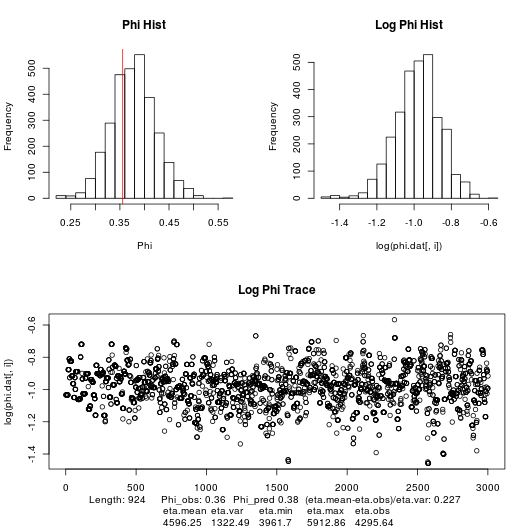 Phi Hist
Frequency
0 100 200 300 400 500
0.25 0.35 0.45 0.55
Phi
Log Phi Hist
Frequency
0 100 200 300 400 500
-1.4 -1.2 -1.0 -0.8 -0.6
log(phi.dat[, i])
Log Phi Trace
log(phi.dat[, i])
-1.4 -1.2 -1.0 -0.8 -0.6
0 500 1000 1500 2000 2500 3000
Length: 924 Phi_obs: 0.36 Phi_pred 0.38 (eta.mean-eta.obs)/eta.var: 0.227
eta.mean eta.var eta.min eta.max eta.obs
4596.25 1322.49 3961.7 5912.86 4295.64